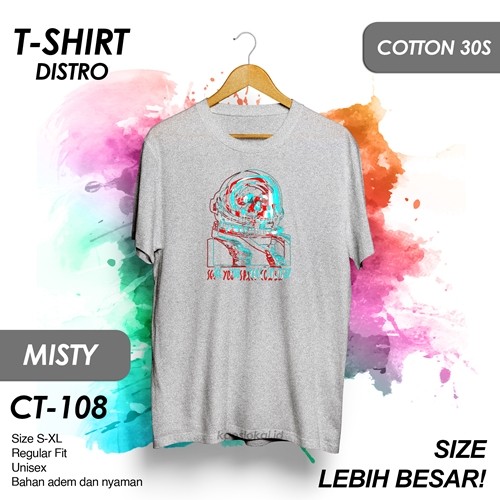 T-SHIRT
DISTRO
COTTON 30S
MISTY
CT-108
Size S-XL
Regular Fit
Unisex
Bahan adem dan nyaman
SIZE
LEBIH BESAR!